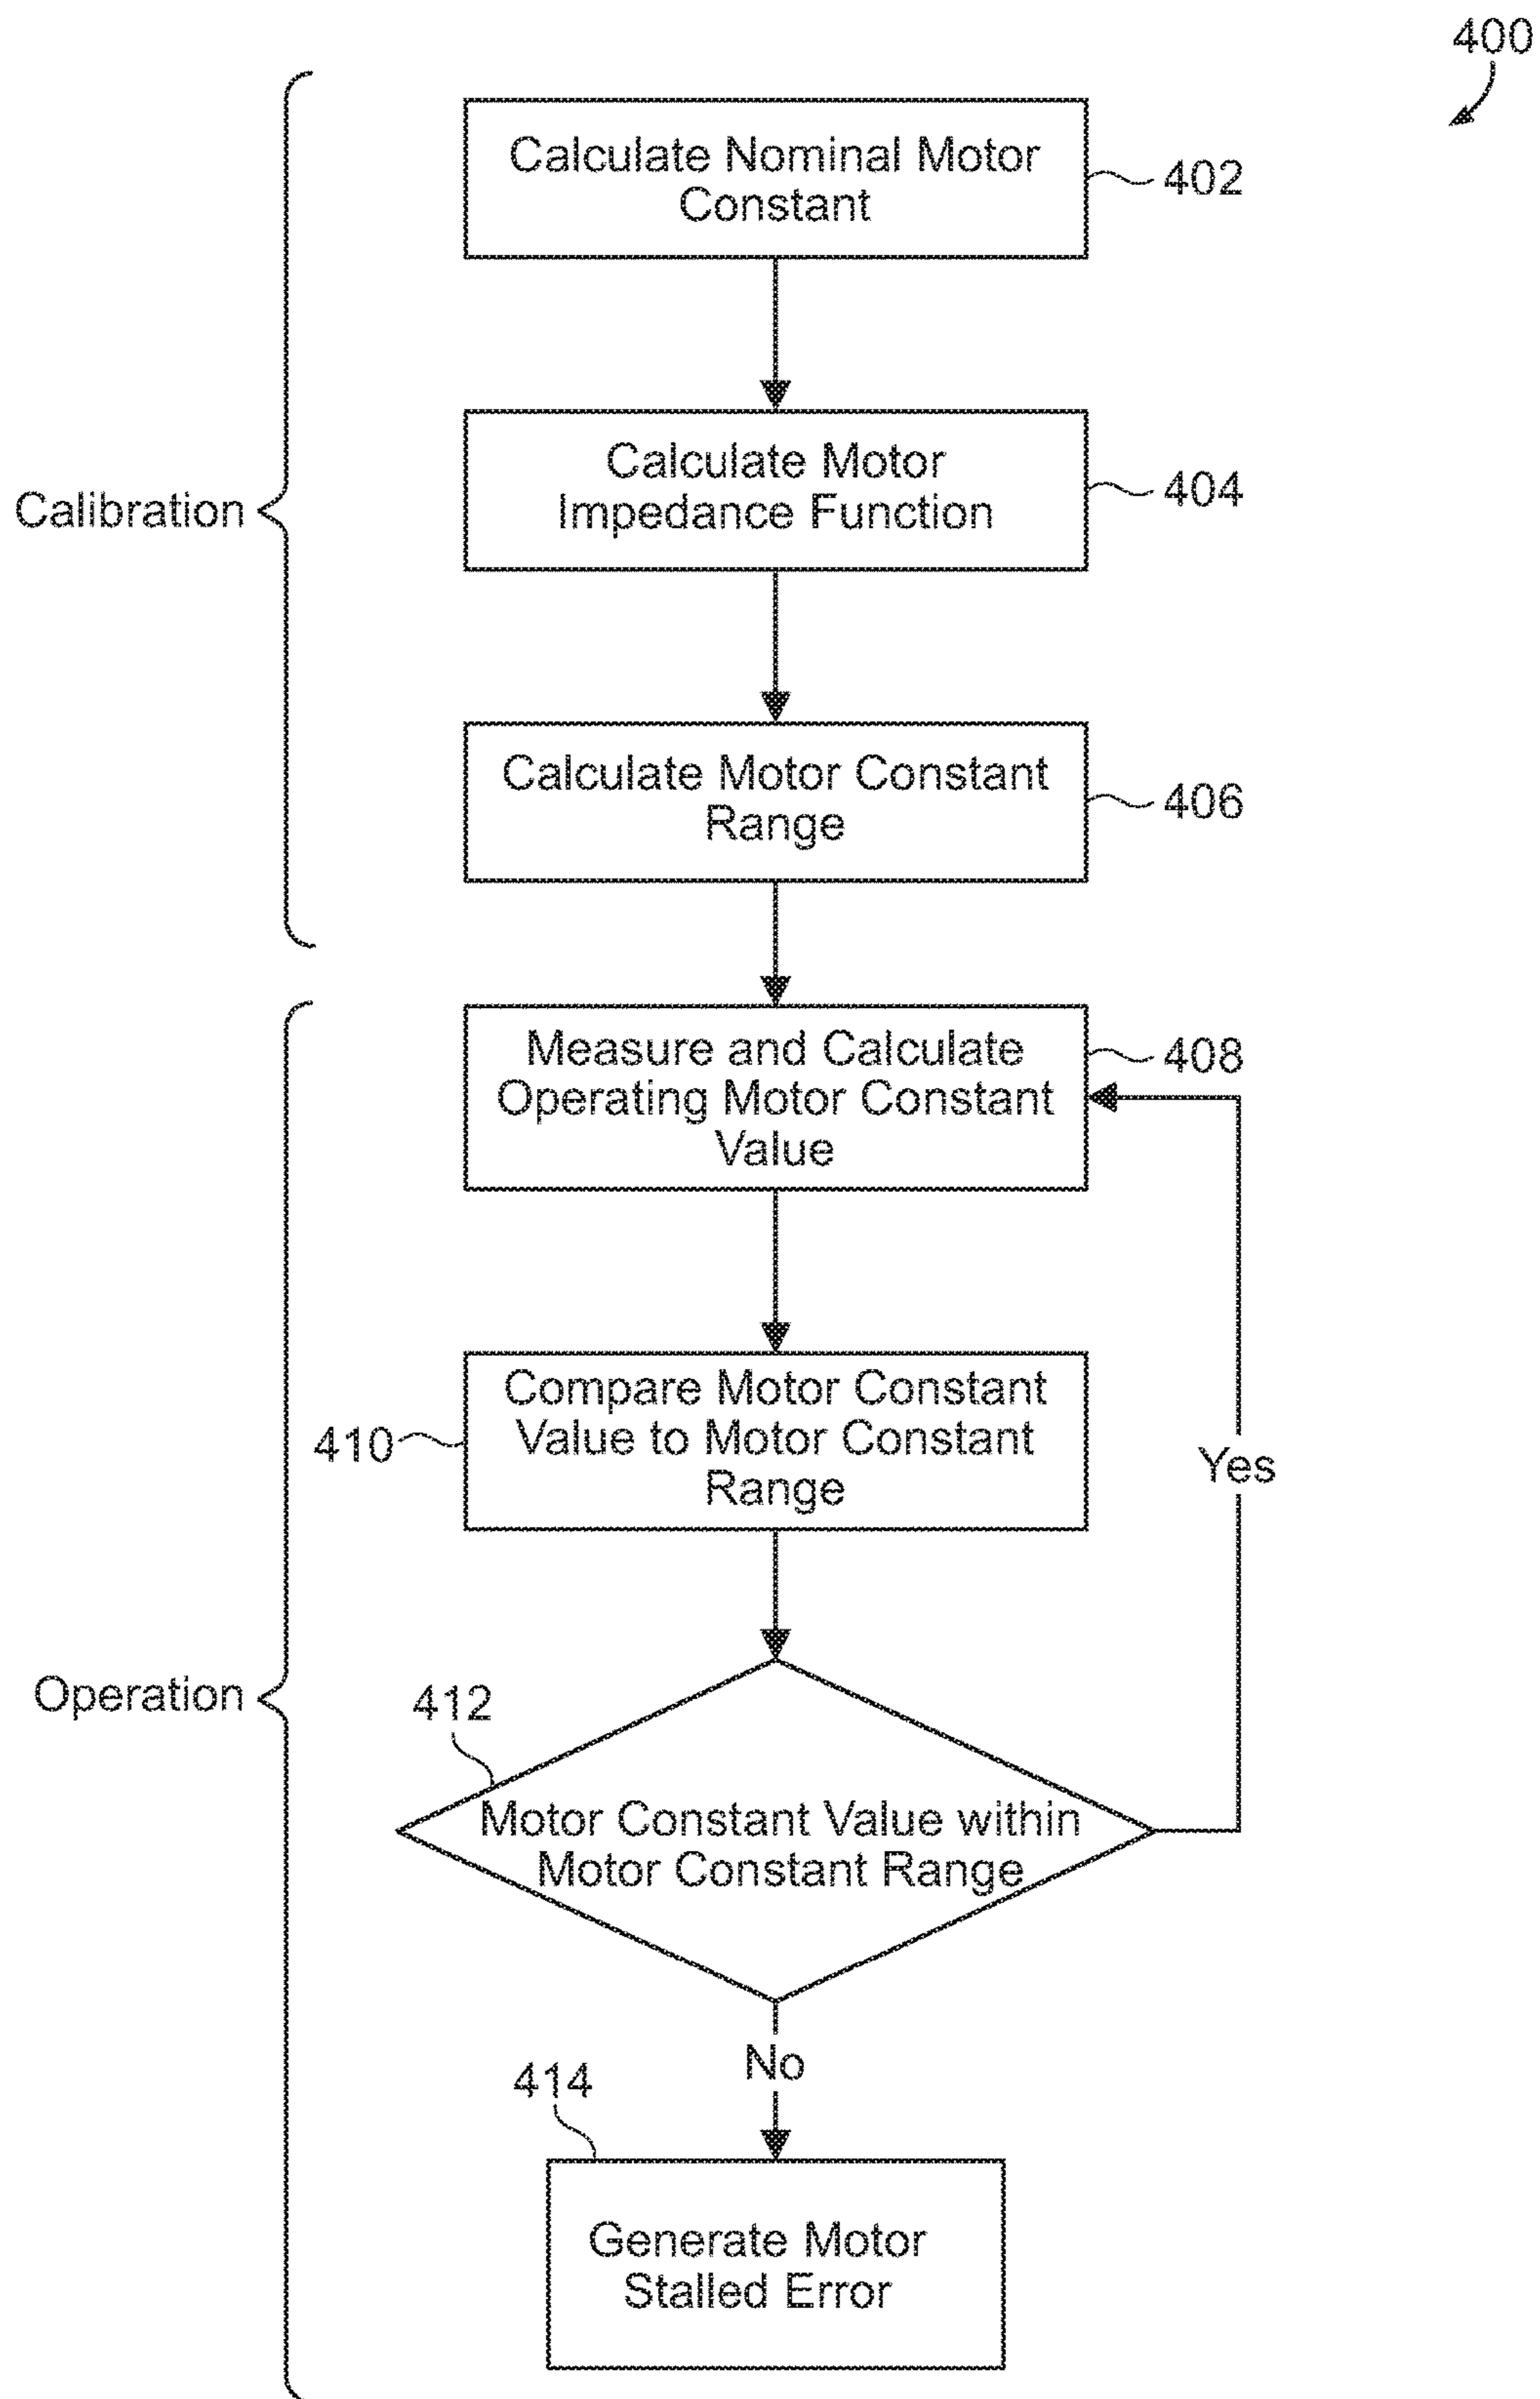 400
Calculate Nominal Motor
Constant
402
Calculate Motor
Impedance Function
404
Calibration
Calculate Motor Constant
Range
406
Measure and Calculate
Operating Motor Constant
Value
408
Compare Motor Constant
Value to Motor Constant
Range
410
Yes
Operation
412
Motor Constant Value within
Motor Constant Range
No
414
Generate Motor
Stalled Error